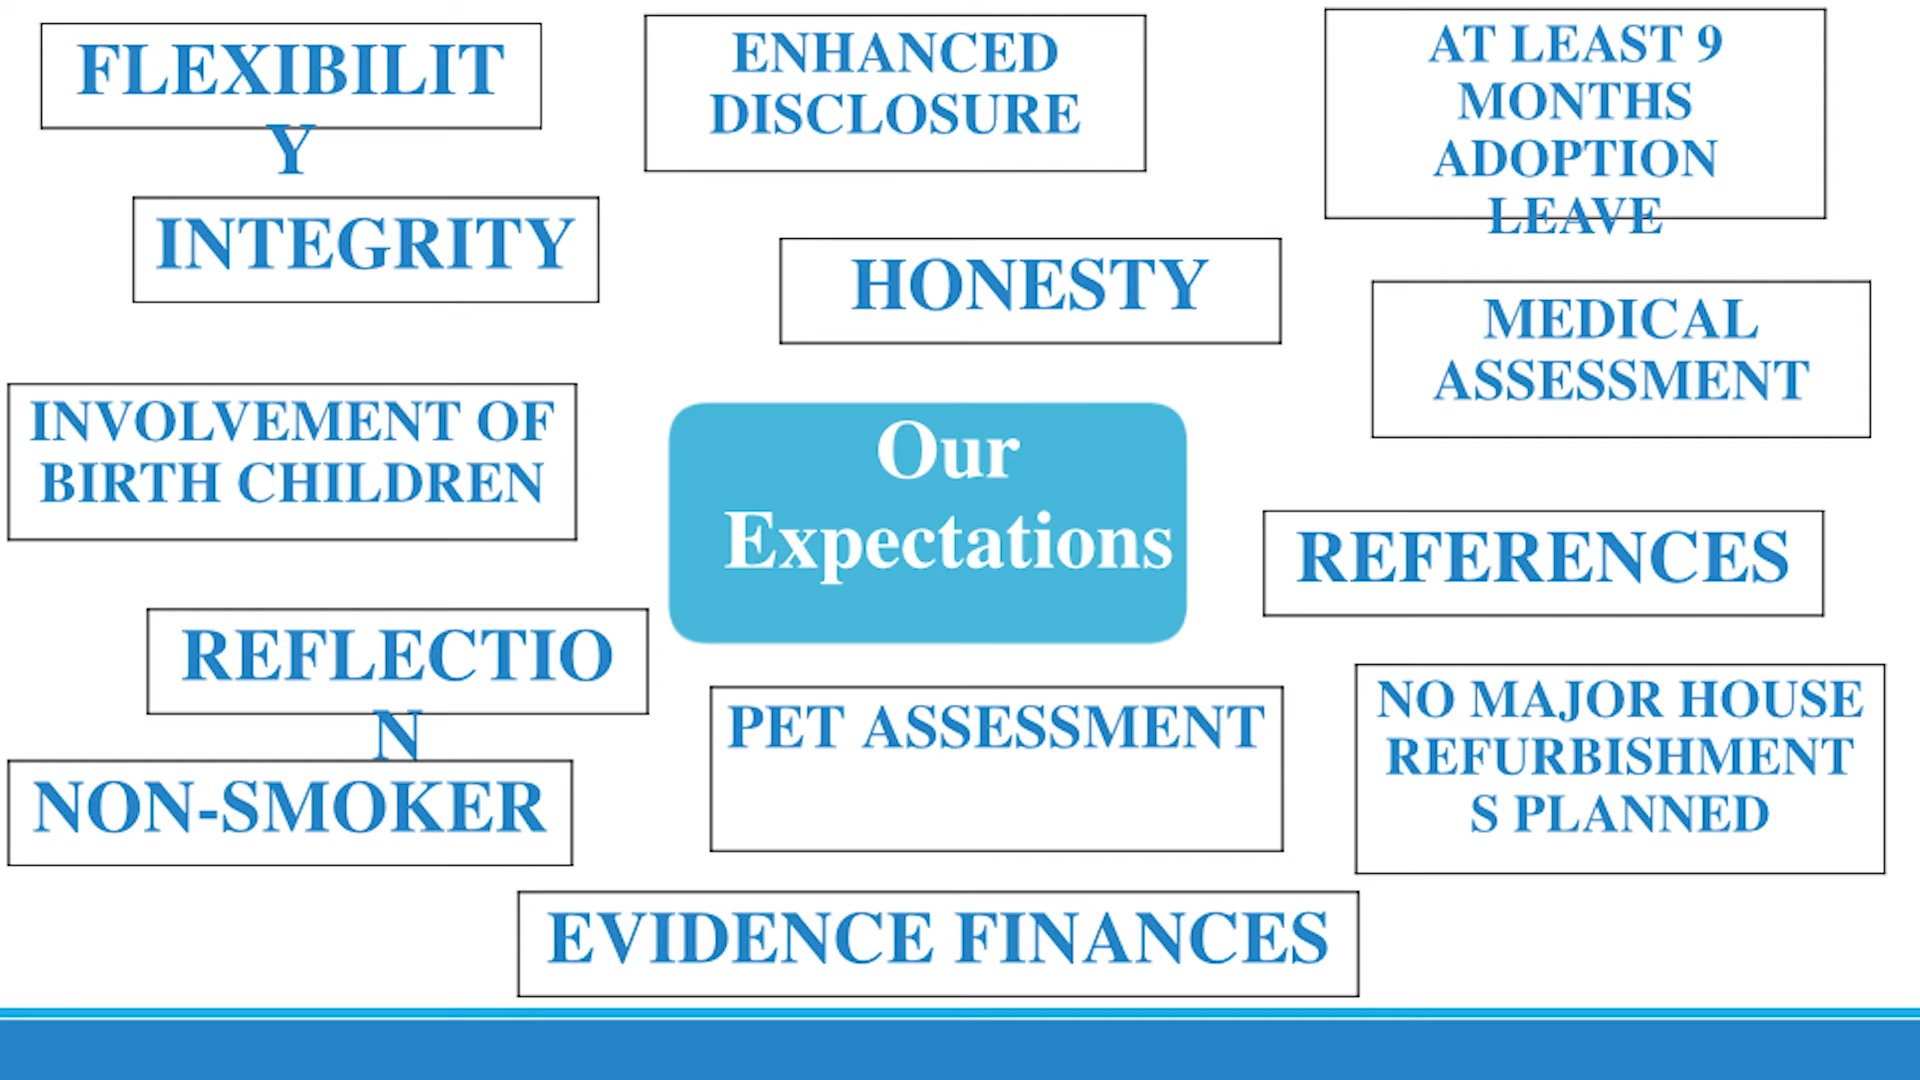 FLEXIBILIT
Y
ENHANCED
DISCLOSURE
AT LEAST 9
MONTHS
ADOPTION
LEAVE
INTEGRITY
HONESTY
MEDICAL
ASSESSMENT
INVOLVEMENT OF
BIRTH CHILDREN
Our
Expectations
REFERENCES
REFLECTIO
N
PET ASSESSMENT
NO MAJOR HOUSE
REFURBISHMENT
S PLANNED
NON-SMOKER
EVIDENCE FINANCES